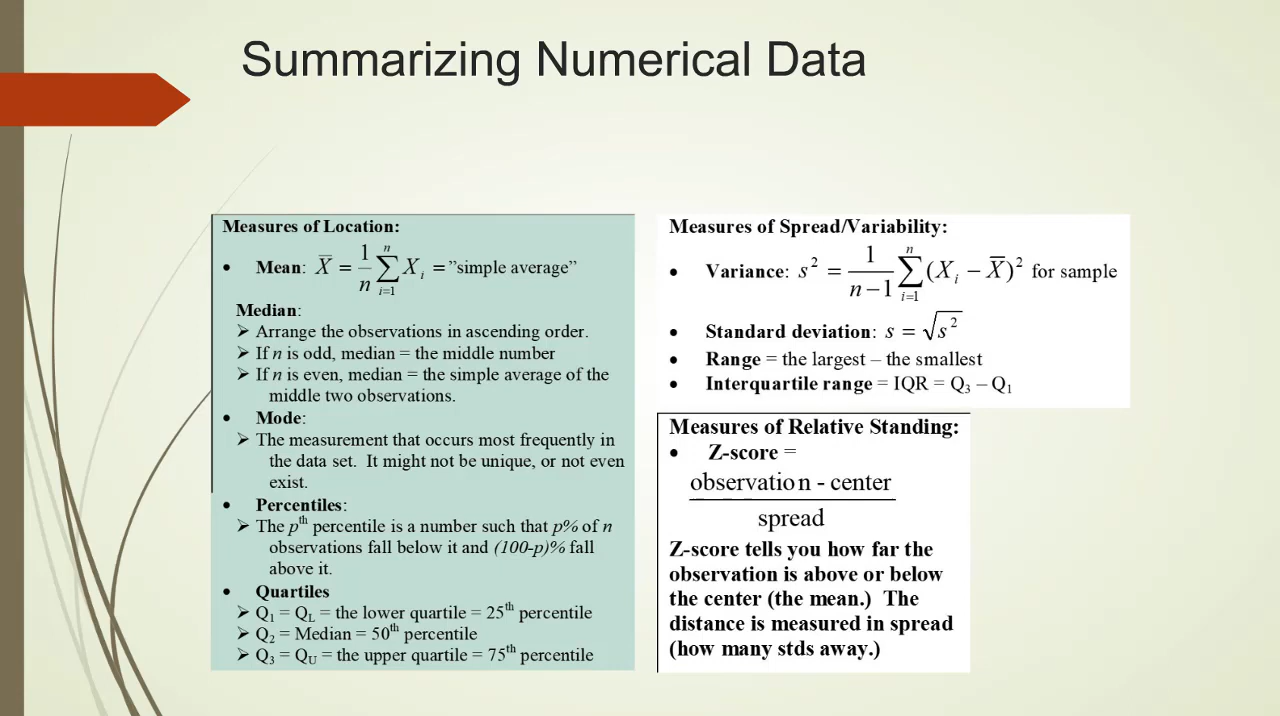 Summarizing Numerical Data
Measures of Location:
• Mean: X̅ = 1/n ∑ᵢ₌₁ⁿ Xᵢ = ”simple average”
Median:
➢ Arrange the observations in ascending order.
➢ If n is odd, median = the middle number
➢ If n is even, median = the simple average of the
middle two observations.
• Mode:
➢ The measurement that occurs most frequently in
the data set. It might not be unique, or not even
exist.
• Percentiles:
➢ The pᵗʰ percentile is a number such that p% of n
observations fall below it and (100-p)% fall
above it.
• Quartiles
➢ Q₁ = Q_L = the lower quartile = 25ᵗʰ percentile
➢ Q₂ = Median = 50ᵗʰ percentile
➢ Q₃ = Q_U = the upper quartile = 75ᵗʰ percentile
Measures of Spread/Variability:
• Variance: s² = 1/(n−1) ∑ᵢ₌₁ⁿ (Xᵢ − X̅)² for sample
• Standard deviation: s = √s²
• Range = the largest – the smallest
• Interquartile range = IQR = Q₃ – Q₁
Measures of Relative Standing:
• Z-score =
observation - center
spread
Z-score tells you how far the
observation is above or below
the center (the mean.) The
distance is measured in spread
(how many stds away.)